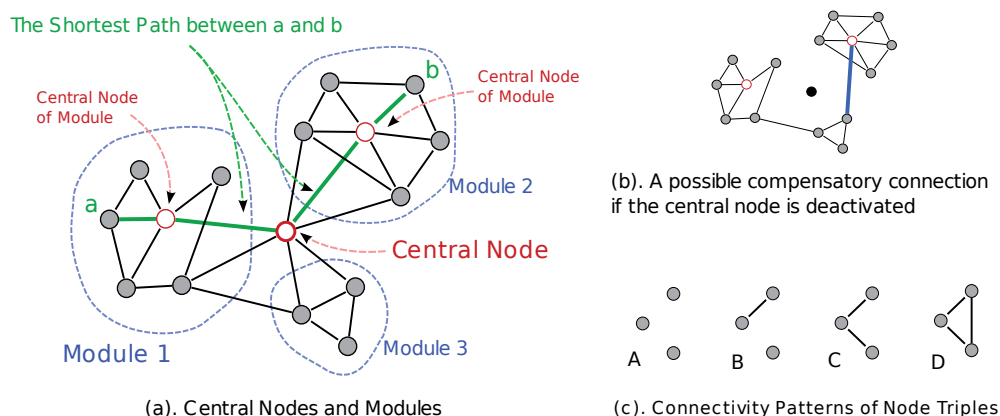 The Shortest Path between a and b
Central Node
of Module
b
Central Node
of Module
a
Module 2
Central Node
Module 1
Module 3
(a). Central Nodes and Modules
(b). A possible compensatory connection
if the central node is deactivated
A
B
C
D
(c). Connectivity Patterns of Node Triples